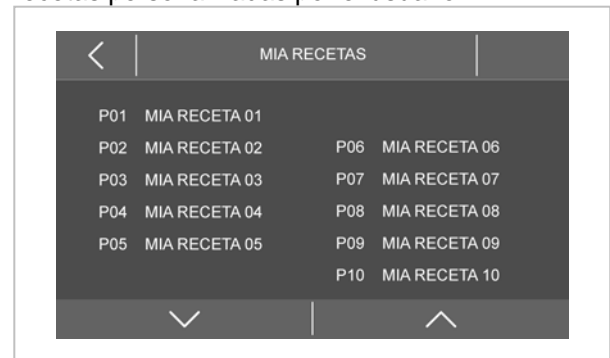 MIA RECETAS
P01 MIA RECETA 01
P02 MIA RECETA 02
P03 MIA RECETA 03
P04 MIA RECETA 04
P05 MIA RECETA 05
P06 MIA RECETA 06
P07 MIA RECETA 07
P08 MIA RECETA 08
P09 MIA RECETA 09
P10 MIA RECETA 10